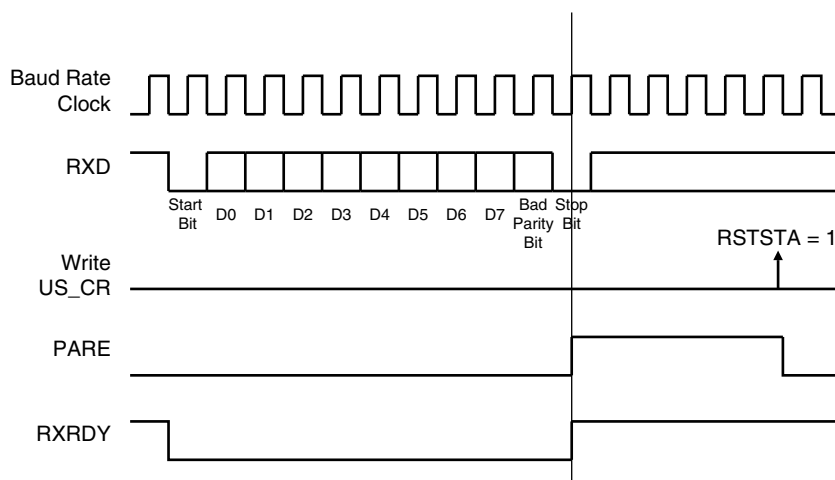 Baud Rate
Clock
RXD
Start
Bit
D0 D1 D2 D3 D4 D5 D6 D7
Bad
Parity
Bit
Stop
Bit
RSTSTA = 1
Write
US_CR
PARE
RXRDY